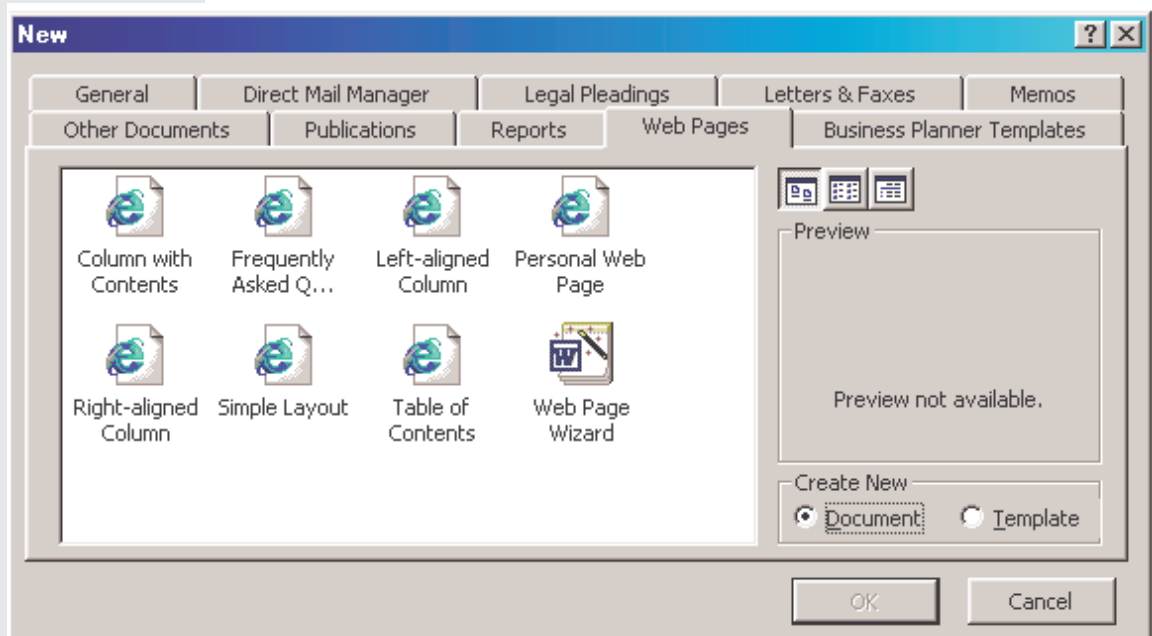 New
General Direct Mail Manager Legal Pleadings Letters & Faxes Memos
Other Documents Publications Reports Web Pages Business Planner Templates
Column with
Contents
Frequently
Asked Q...
Left-aligned
Column
Personal Web
Page
Right-aligned
Column
Simple Layout
Table of
Contents
Web Page
Wizard
Preview
Preview not available.
Create New
Document Template
OK Cancel